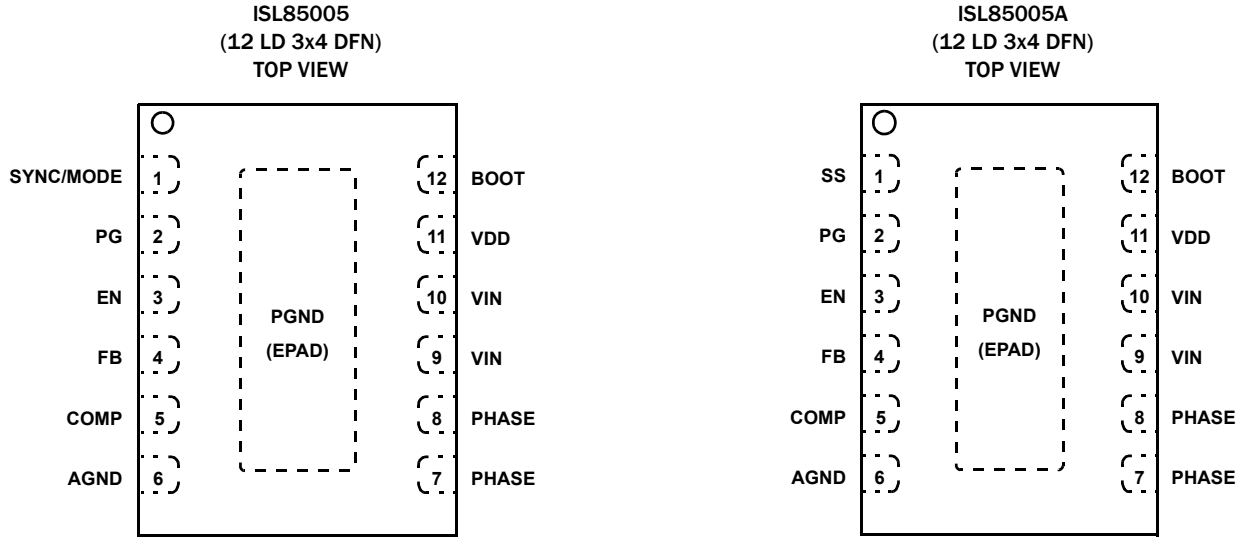 ISL85005
(12 LD 3x4 DFN)
TOP VIEW
SYNC/MODE 1 12 BOOT
PG 2 11 VDD
EN 3 10 VIN
FB 4 9 VIN
COMP 5 8 PHASE
AGND 6 7 PHASE
PGND
(EPAD)
ISL85005A
(12 LD 3x4 DFN)
TOP VIEW
SS 1 12 BOOT
PG 2 11 VDD
EN 3 10 VIN
FB 4 9 VIN
COMP 5 8 PHASE
AGND 6 7 PHASE
PGND
(EPAD)